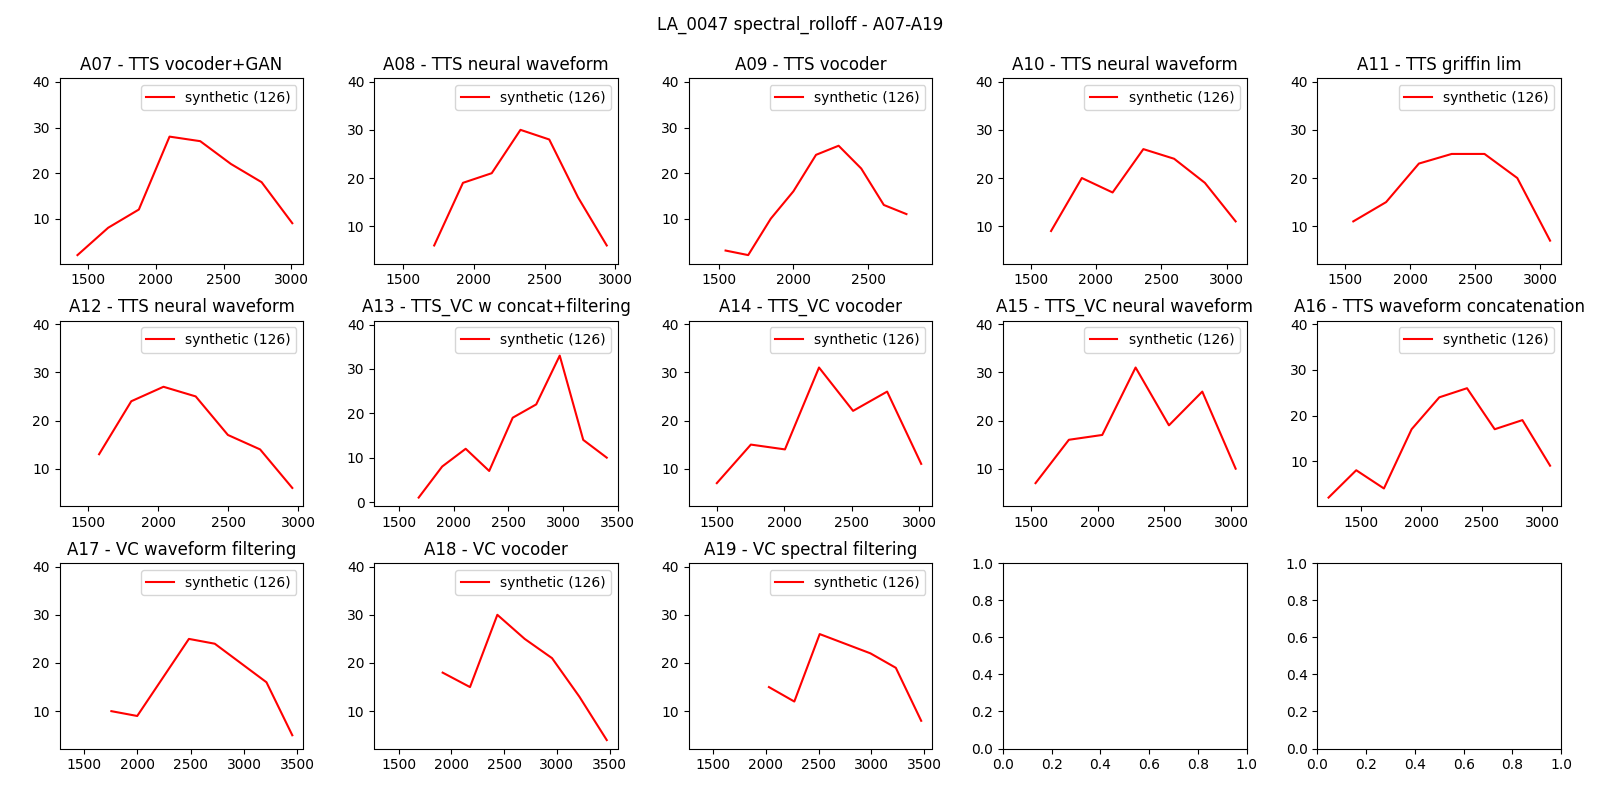 LA_0047 spectral_rolloff - A07-A19
A07 - TTS vocoder+GAN
A08 - TTS neural waveform
A09 - TTS vocoder
A10 - TTS neural waveform
A11 - TTS griffin lim
synthetic (126)
synthetic (126)
synthetic (126)
synthetic (126)
synthetic (126)
40
30
20
10
40
30
20
10
40
30
20
10
40
30
20
10
40
30
20
10
1500 2000 2500 3000
1500 2000 2500 3000
1500 2000 2500
1500 2000 2500 3000
1500 2000 2500 3000
A12 - TTS neural waveform
A13 - TTS_VC w concat+filtering
A14 - TTS_VC vocoder
A15 - TTS_VC neural waveform
A16 - TTS waveform concatenation
synthetic (126)
synthetic (126)
synthetic (126)
synthetic (126)
synthetic (126)
40
30
20
10
40
30
20
10
0
40
30
20
10
40
30
20
10
40
30
20
10
1500 2000 2500 3000
1500 2000 2500 3000 3500
1500 2000 2500 3000
1500 2000 2500 3000
1500 2000 2500 3000
A17 - VC waveform filtering
A18 - VC vocoder
A19 - VC spectral filtering
synthetic (126)
synthetic (126)
synthetic (126)
40
30
20
10
40
30
20
10
40
30
20
10
1.0
0.8
0.6
0.4
0.2
0.0
1.0
0.8
0.6
0.4
0.2
0.0
1500 2000 2500 3000 3500
1500 2000 2500 3000 3500
1500 2000 2500 3000 3500
0.0 0.2 0.4 0.6 0.8 1.0
0.0 0.2 0.4 0.6 0.8 1.0